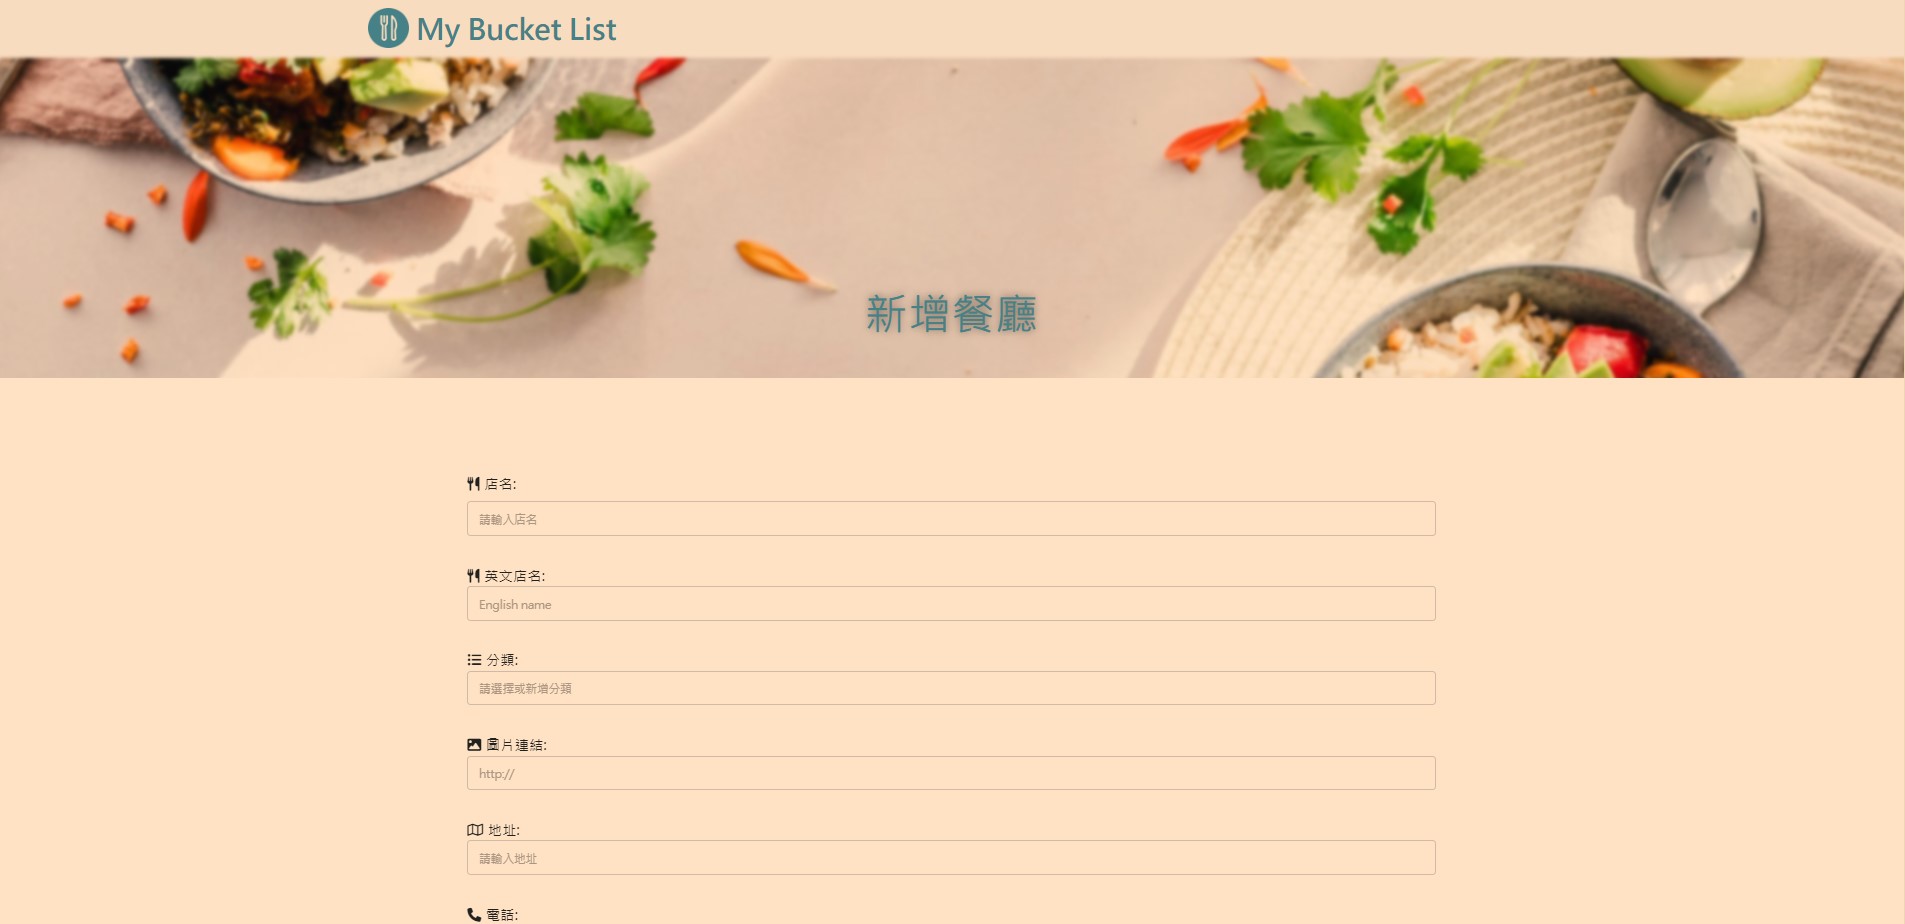 My Bucket List
新增餐廳
店名:
請輸入店名
英文店名:
English name
分類:
請選擇或新增分類
圖片連結:
http://
地址:
請輸入地址
電話: